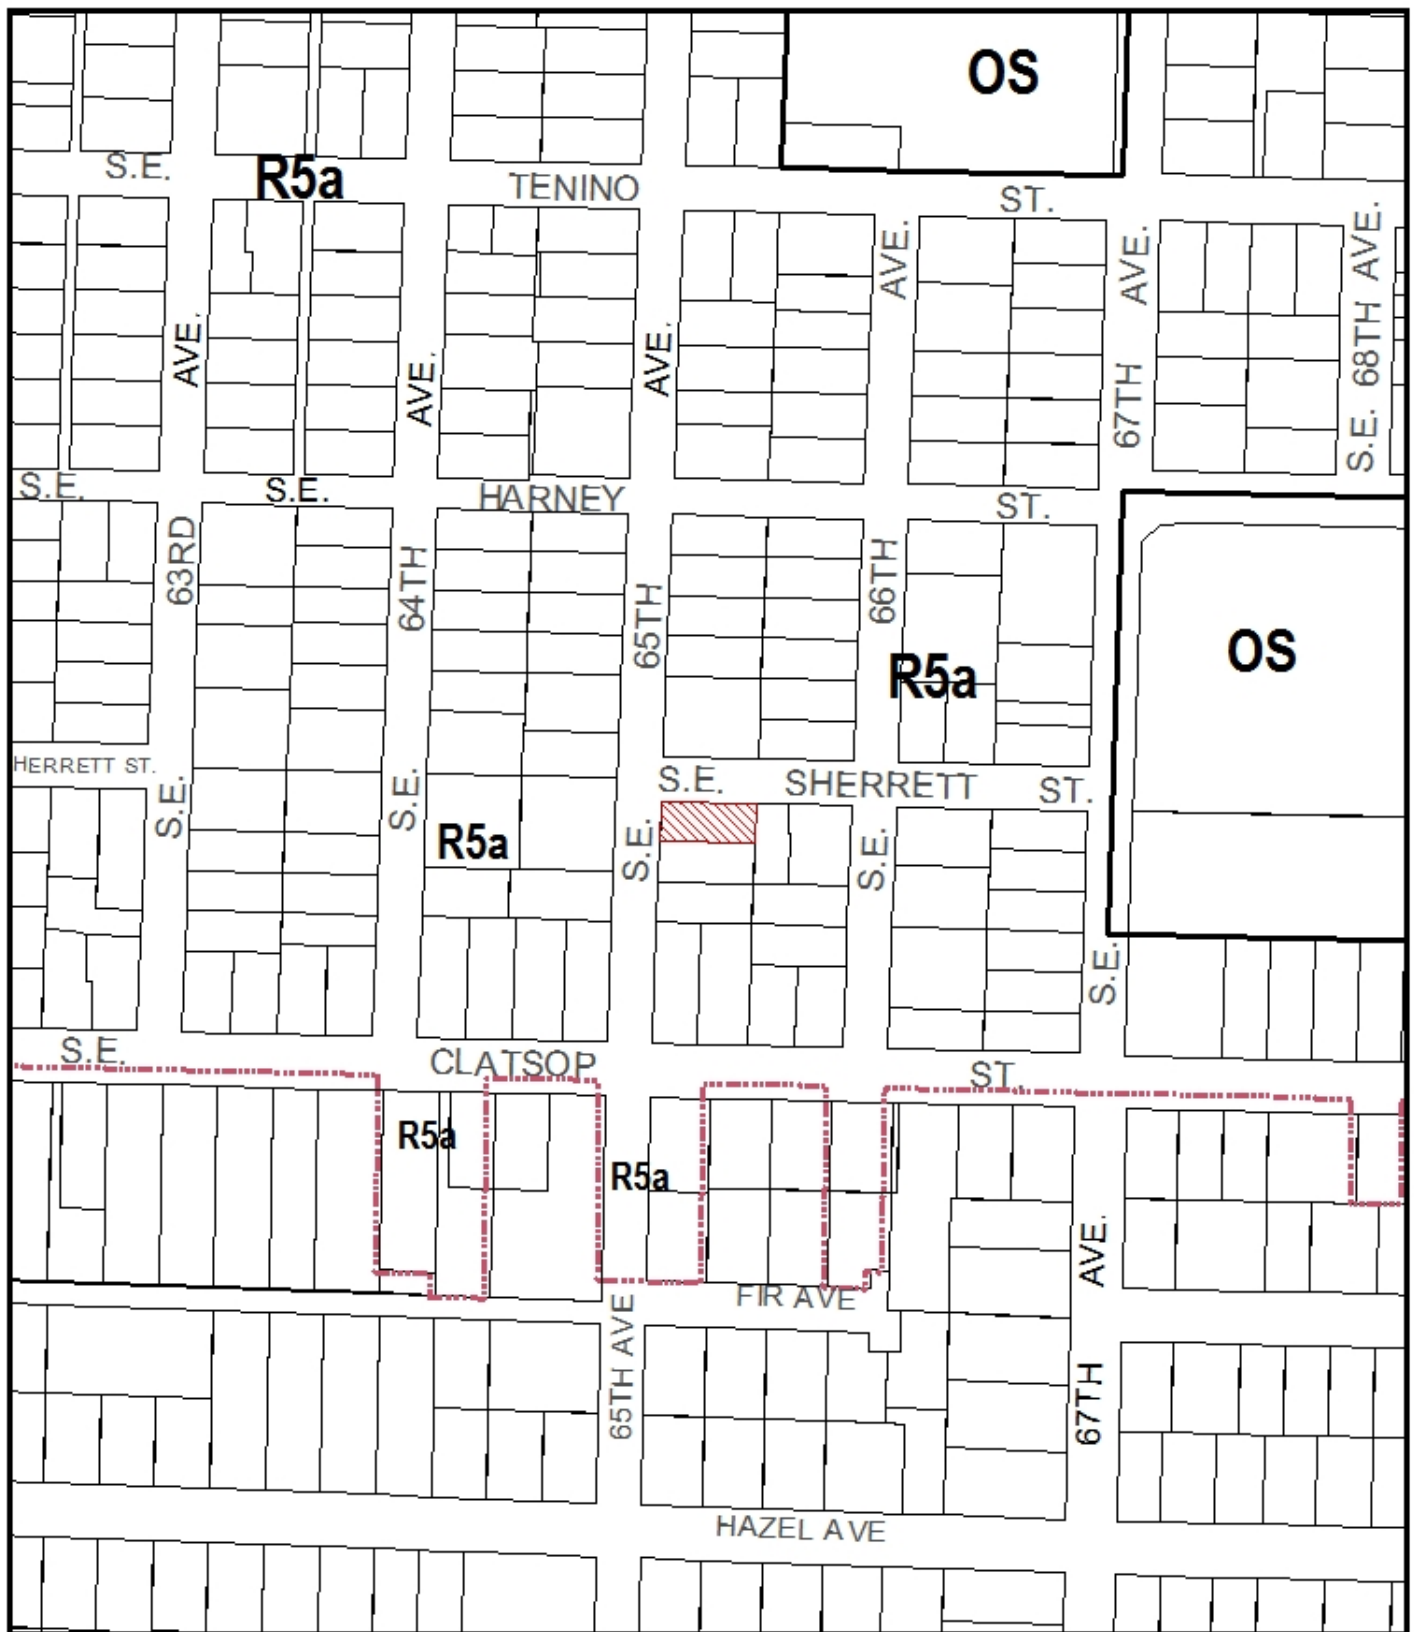 OS
S.E.
R5a
TENINO
ST.
AVE.
AVE.
AVE.
AVE.
AVE.
S.E. 68TH AVE.
67TH
S.E.
S.E.
HARNEY
ST.
63RD
64TH
65TH
66TH
R5a
OS
HERRETT ST.
S.E.
S.E.
S.E.
SHERRETT
ST.
R5a
S.E.
S.E.
S.E.
S.E.
CLATSOP
ST.
R5a
R5a
AVE.
FIR AVE
65TH AVE
67TH
HAZEL AVE